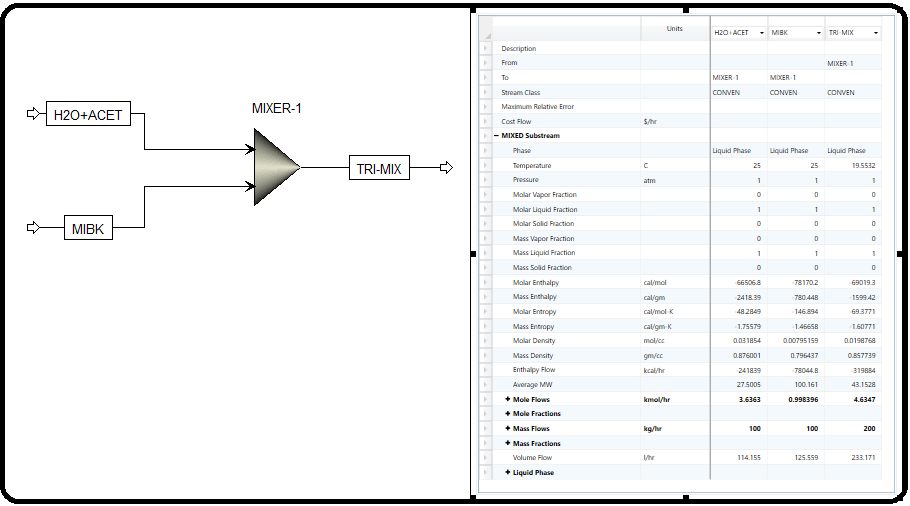 MIXER-1
H2O+ACET
TRI-MIX
MIBK
Units H2O+ACET MIBK TRI-MIX
Description
From MIXER-1
To MIXER-1 MIXER-1
Stream Class CONVEN CONVEN CONVEN
Maximum Relative Error
Cost Flow $/hr
− MIXED Substream
Phase Liquid Phase Liquid Phase Liquid Phase
Temperature C 25 25 19.5532
Pressure atm 1 1 1
Molar Vapor Fraction 0 0 0
Molar Liquid Fraction 1 1 1
Molar Solid Fraction 0 0 0
Mass Vapor Fraction 0 0 0
Mass Liquid Fraction 1 1 1
Mass Solid Fraction 0 0 0
Molar Enthalpy cal/mol -66506.8 -78170.2 -69019.3
Mass Enthalpy cal/gm -2418.39 -780.448 -1599.42
Molar Entropy cal/mol-K -48.2849 -146.894 -69.3771
Mass Entropy cal/gm-K -1.75579 -1.46658 -1.60771
Molar Density mol/cc 0.031854 0.00795159 0.0198768
Mass Density gm/cc 0.876001 0.796437 0.857739
Enthalpy Flow kcal/hr -241839 -78044.8 -319884
Average MW 27.5005 100.161 43.1528
+ Mole Flows kmol/hr 3.6363 0.998396 4.6347
+ Mole Fractions
+ Mass Flows kg/hr 100 100 200
+ Mass Fractions
Volume Flow l/hr 114.155 125.559 233.171
+ Liquid Phase